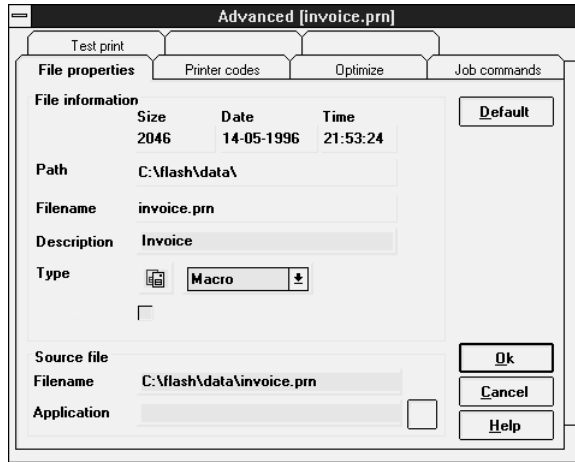 Advanced [invoice.prn]
Test print
File properties Printer codes Optimize Job commands
File information
Size Date Time
2046 14-05-1996 21:53:24
Default
Path C:\flash\data\
Filename invoice.prn
Description Invoice
Type Macro
Source file
Filename C:\flash\data\invoice.prn
Application
Ok
Cancel
Help